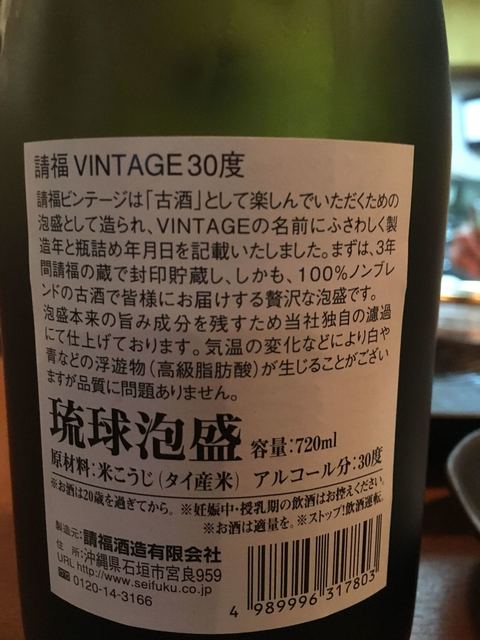 請福 VINTAGE 30度
請福ビンテージは「古酒」として楽しんでいただくための
泡盛として造られ、VINTAGEの名前にふさわしく製
造年と瓶詰め年月日を記載いたしました。まずは、3年
間請福の蔵で封印貯蔵し、しかも、100%ノンブレ
ンドの古酒で皆様にお届けする贅沢な泡盛です。
泡盛本来の旨み成分を残すため当社独自の濾過
にて仕上げております。気温の変化などにより白や
青などの浮遊物(高級脂肪酸)が生じることがござい
ますが品質に問題ありません。
琉球泡盛 容量:720ml
原材料:米こうじ(タイ産米) アルコール分:30度
※お酒は20歳を過ぎてから。※妊娠中・授乳期の飲酒はお控えください。
※お酒は適量を。※ストップ!飲酒運転。
製造元:請福酒造有限会社
住 所:沖縄県石垣市宮良959
URL http://www.seifuku.co.jp
0120-14-3166
4 989996 317803